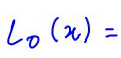 L₀(x) =